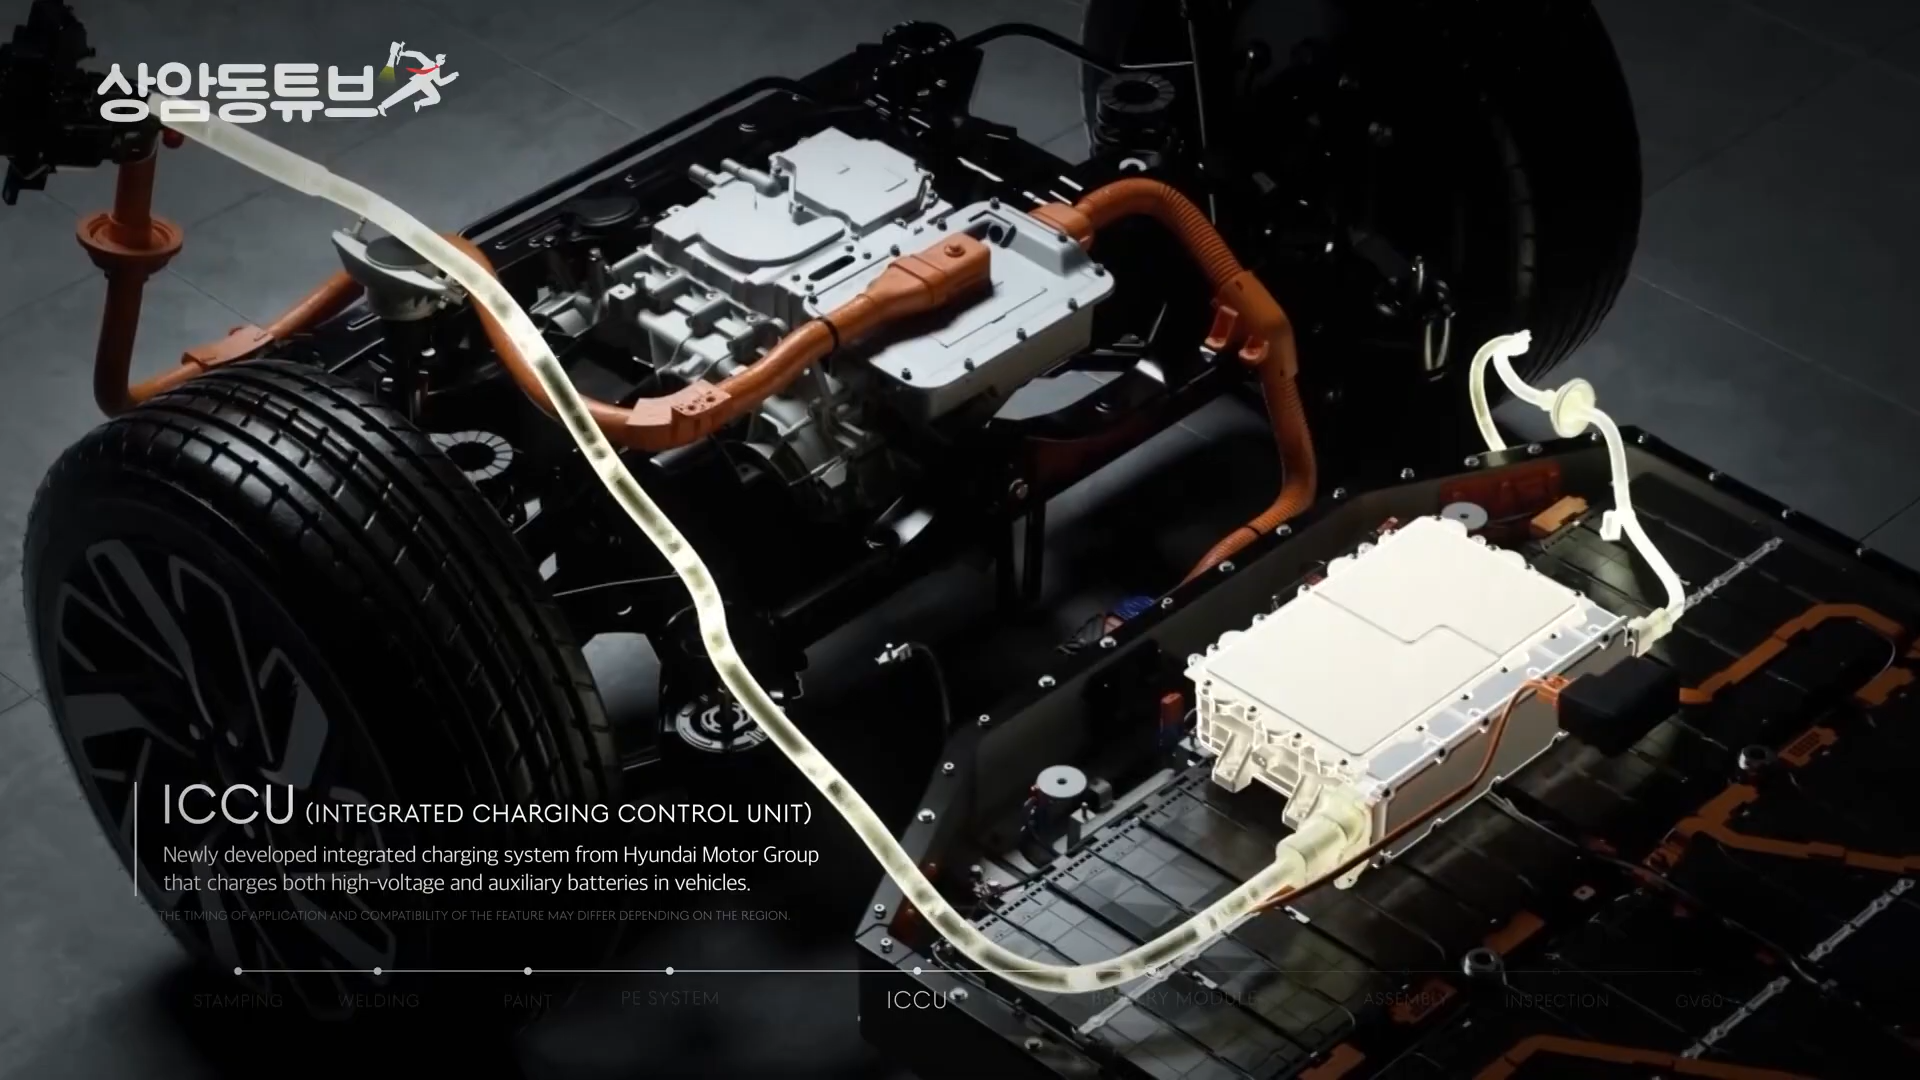 상암동튜브
ICCU (INTEGRATED CHARGING CONTROL UNIT)
Newly developed integrated charging system from Hyundai Motor Group
that charges both high-voltage and auxiliary batteries in vehicles.
THE TIMING OF APPLICATION AND COMPATIBILITY OF THE FEATURE MAY DIFFER DEPENDING ON THE REGION.
STAMPING WELDING PAINT PE SYSTEM ICCU BATTERY MODULE ASSEMBLY INSPECTION GV60